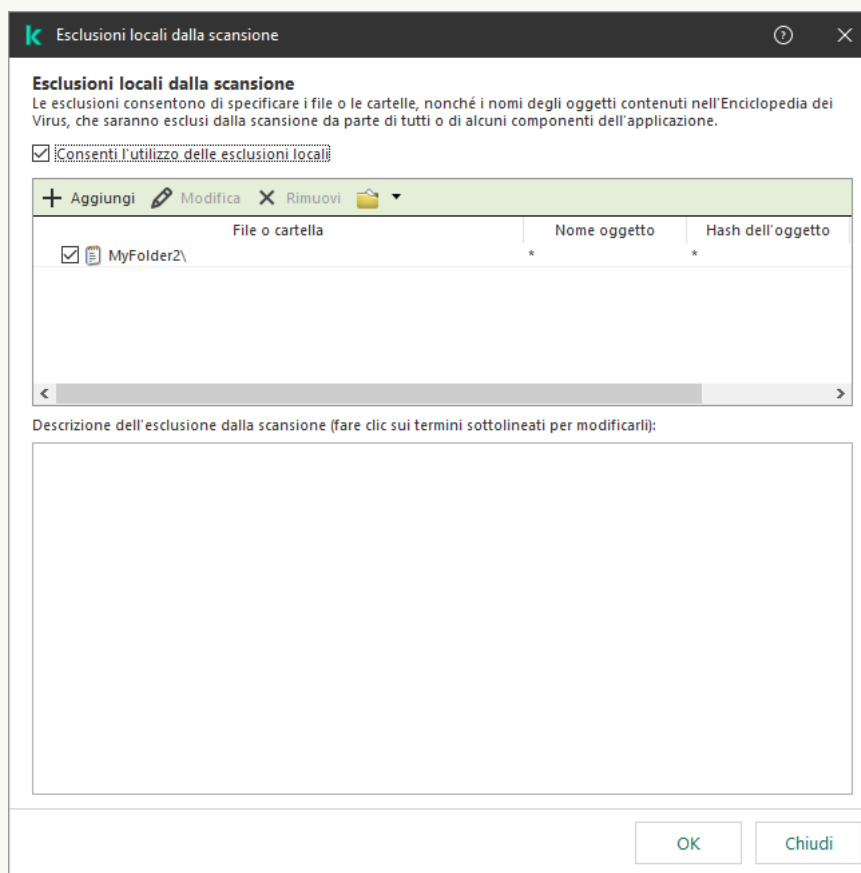 Esclusioni locali dalla scansione
Esclusioni locali dalla scansione
Le esclusioni consentono di specificare i file o le cartelle, nonché i nomi degli oggetti contenuti nell'Enciclopedia dei
Virus, che saranno esclusi dalla scansione da parte di tutti o di alcuni componenti dell'applicazione.
Consenti l'utilizzo delle esclusioni locali
Aggiungi Modifica Rimuovi
File o cartella Nome oggetto Hash dell'oggetto
MyFolder2\ * *
Descrizione dell'esclusione dalla scansione (fare clic sui termini sottolineati per modificarli):
OK Chiudi